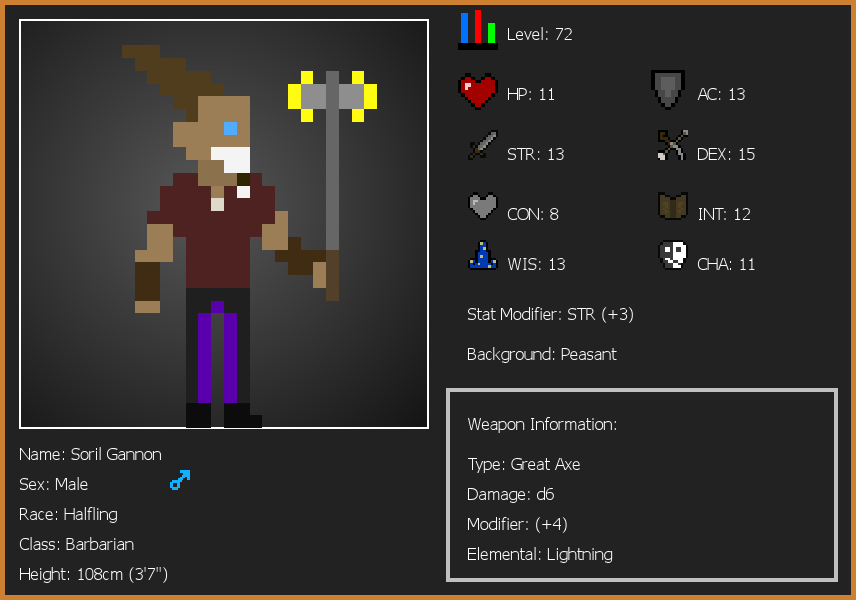 Level: 72
HP: 11
AC: 13
STR: 13
DEX: 15
CON: 8
INT: 12
WIS: 13
CHA: 11
Stat Modifier: STR (+3)
Background: Peasant
Weapon Information:
Type: Great Axe
Damage: d6
Modifier: (+4)
Elemental: Lightning
Name: Soril Gannon
Sex: Male
Race: Halfling
Class: Barbarian
Height: 108cm (3'7")